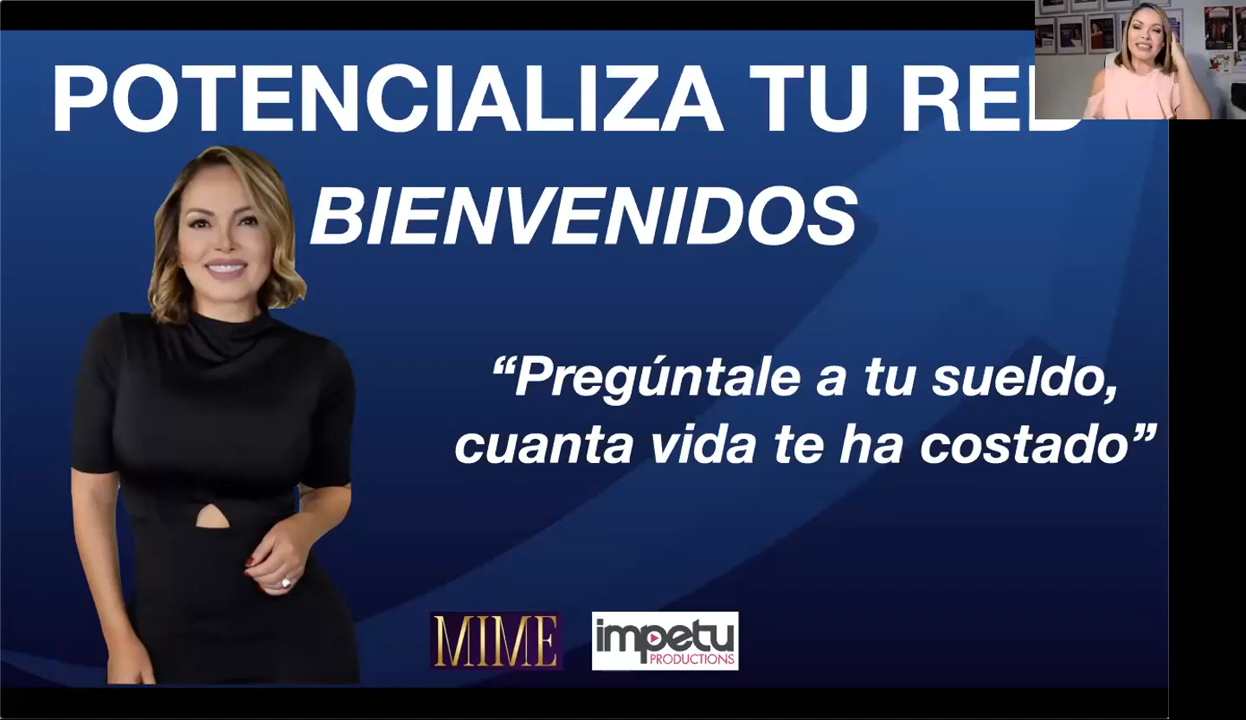 POTENCIALIZA TU RED
BIENVENIDOS
“Pregúntale a tu sueldo,
cuanta vida te ha costado”
MIME
impetu
PRODUCTIONS